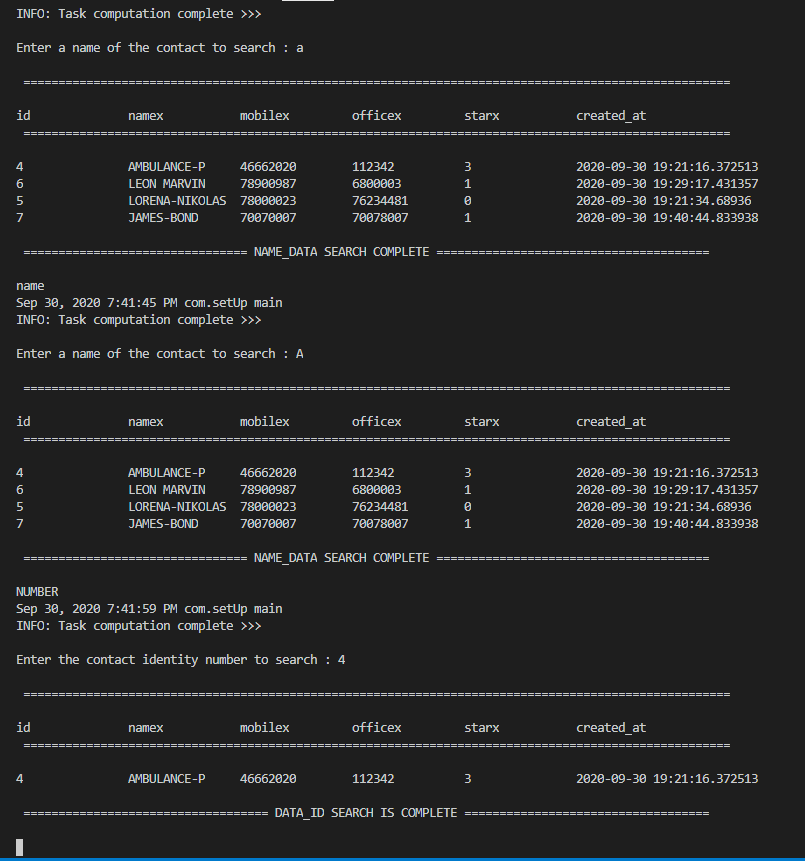 INFO: Task computation complete >>>
Enter a name of the contact to search : a
=====================================================================================================
id namex mobilex officex starx created_at
=====================================================================================================
4 AMBULANCE-P 46662020 112342 3 2020-09-30 19:21:16.372513
6 LEON MARVIN 78900987 6800003 1 2020-09-30 19:29:17.431357
5 LORENA-NIKOLAS 78000023 76234481 0 2020-09-30 19:21:34.68936
7 JAMES-BOND 70070007 70078007 1 2020-09-30 19:40:44.833938
================================ NAME_DATA SEARCH COMPLETE =======================================
name
Sep 30, 2020 7:41:45 PM com.setUp main
INFO: Task computation complete >>>
Enter a name of the contact to search : A
=====================================================================================================
id namex mobilex officex starx created_at
=====================================================================================================
4 AMBULANCE-P 46662020 112342 3 2020-09-30 19:21:16.372513
6 LEON MARVIN 78900987 6800003 1 2020-09-30 19:29:17.431357
5 LORENA-NIKOLAS 78000023 76234481 0 2020-09-30 19:21:34.68936
7 JAMES-BOND 70070007 70078007 1 2020-09-30 19:40:44.833938
================================ NAME_DATA SEARCH COMPLETE =======================================
NUMBER
Sep 30, 2020 7:41:59 PM com.setUp main
INFO: Task computation complete >>>
Enter the contact identity number to search : 4
=====================================================================================================
id namex mobilex officex starx created_at
=====================================================================================================
4 AMBULANCE-P 46662020 112342 3 2020-09-30 19:21:16.372513
=================================== DATA_ID SEARCH IS COMPLETE ===================================